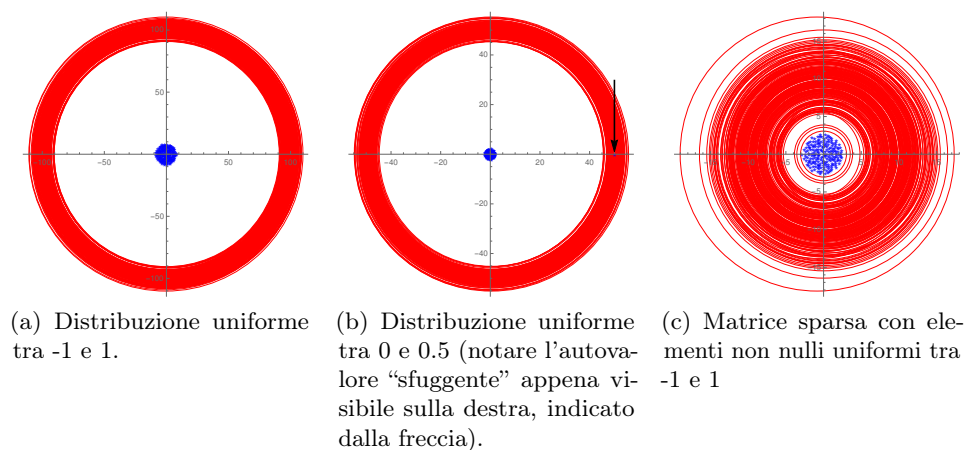 100
50
-100
-50
50
100
-50
-100
40
20
-40
-20
20
40
-20
-40
5
-5
(a) Distribuzione uniforme
tra -1 e 1.
(b) Distribuzione uniforme
tra 0 e 0.5 (notare l'autova-
lore “sfuggente” appena vi-
sibile sulla destra, indicato
dalla freccia).
(c) Matrice sparsa con ele-
menti non nulli uniformi tra
-1 e 1